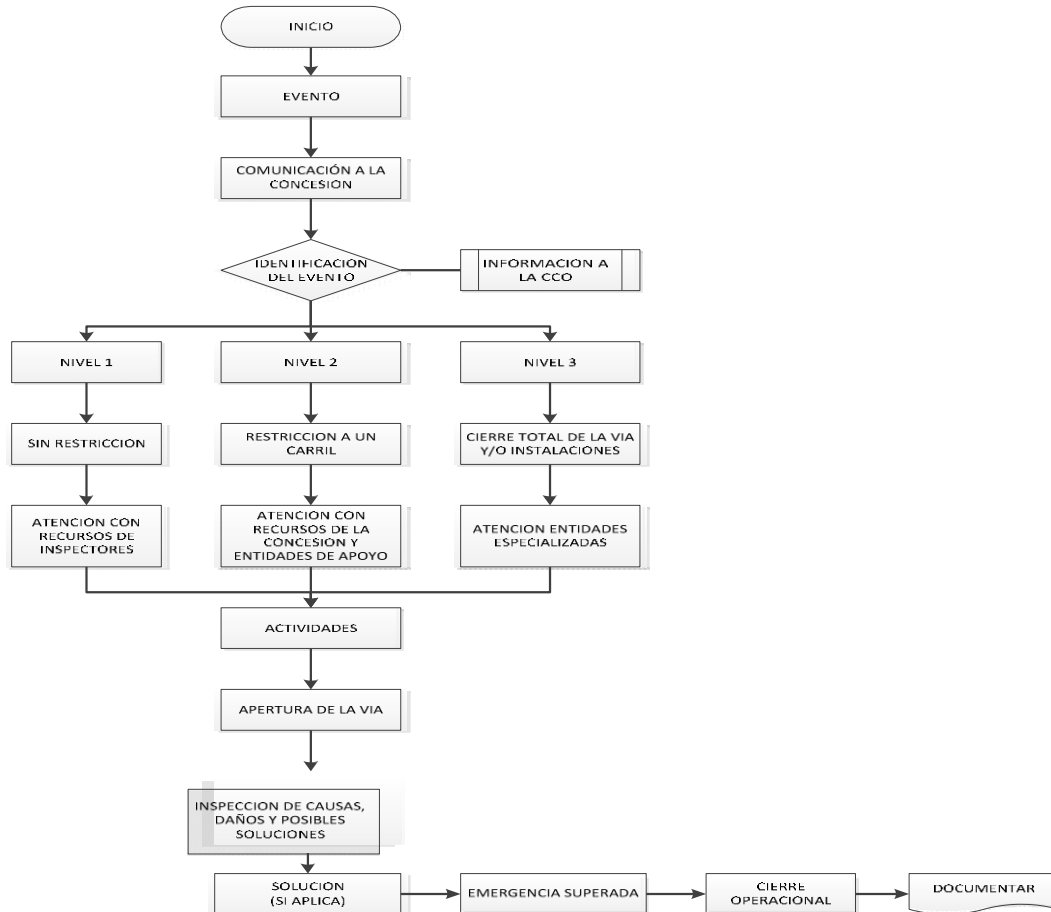 INICIO
EVENTO
COMUNICACIÓN A LA
CONCESIÓN
IDENTIFICACIÓN
DEL EVENTO
INFORMACIÓN A
LA CCO
NIVEL 1
NIVEL 2
NIVEL 3
SIN RESTRICCION
RESTRICCION A UN
CARRIL
CIERRE TOTAL DE LA VIA
Y/O INSTALACIONES
ATENCION CON
RECURSOS DE
INSPECTORES
ATENCION CON
RECURSOS DE LA
CONCESIÓN Y
ENTIDADES DE APOYO
ATENCION ENTIDADES
ESPECIALIZADAS
ACTIVIDADES
APERTURA DE LA VIA
INSPECCION DE CAUSAS,
DAÑOS Y POSIBLES
SOLUCIONES
SOLUCION
(SI APLICA)
EMERGENCIA SUPERADA
CIERRE
OPERACIONAL
DOCUMENTAR